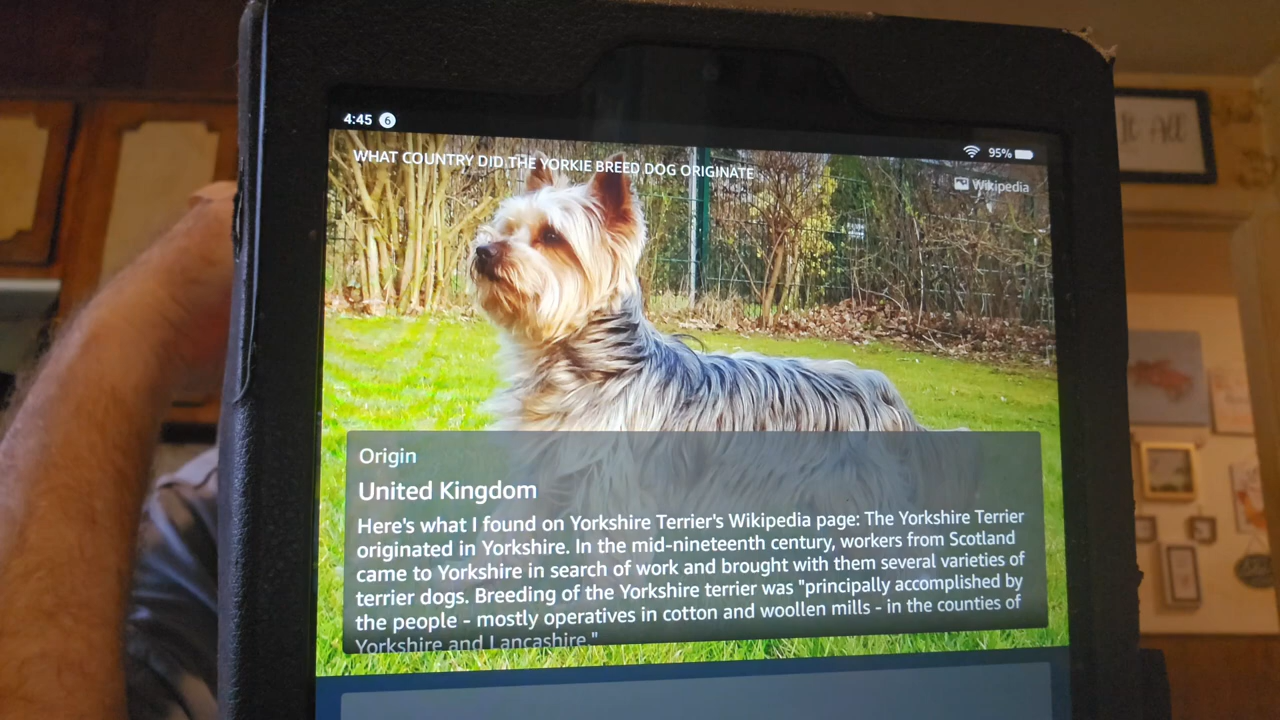 4:45 6
95%
WHAT COUNTRY DID THE YORKIE BREED DOG ORIGINATE
Wikipedia
Origin
United Kingdom
Here's what I found on Yorkshire Terrier's Wikipedia page: The Yorkshire Terrier
originated in Yorkshire. In the mid-nineteenth century, workers from Scotland
came to Yorkshire in search of work and brought with them several varieties of
terrier dogs. Breeding of the Yorkshire terrier was "principally accomplished by
the people - mostly operatives in cotton and woollen mills - in the counties of
Yorkshire and Lancashire."